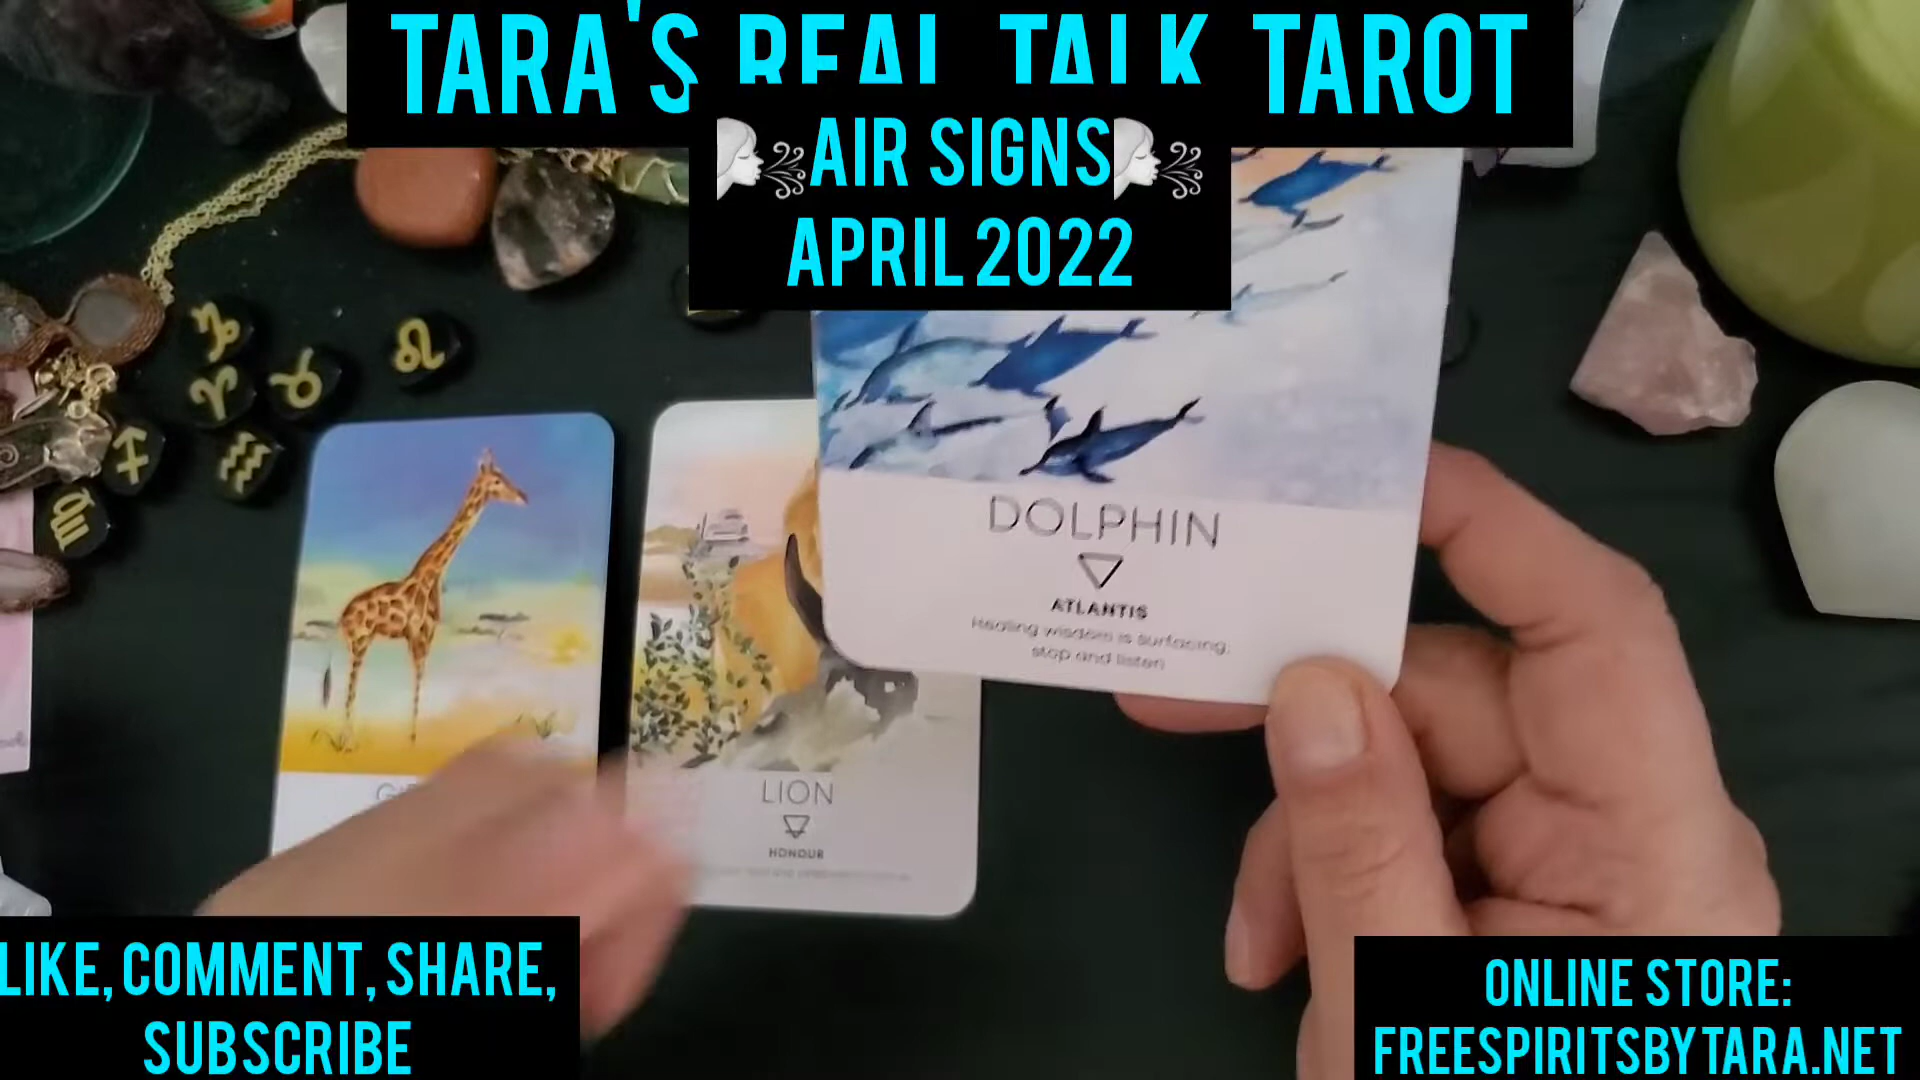 TARA'S REAL TALK TAROT
AIR SIGNS
APRIL 2022
DOLPHIN
ATLANTIS
Healing wisdom is surfacing,
stop and listen
LION
HONOUR
LIKE, COMMENT, SHARE,
SUBSCRIBE
ONLINE STORE:
FREESPIRITSBYTARA.NET